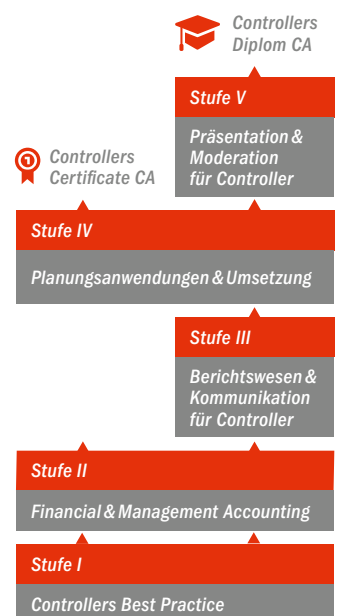 Controllers
Diplom CA
Stufe V
Präsentation &
Moderation
für Controller
Controllers
Certificate CA
Stufe IV
Planungsanwendungen & Umsetzung
Stufe III
Berichtswesen &
Kommunikation
für Controller
Stufe II
Financial & Management Accounting
Stufe I
Controllers Best Practice